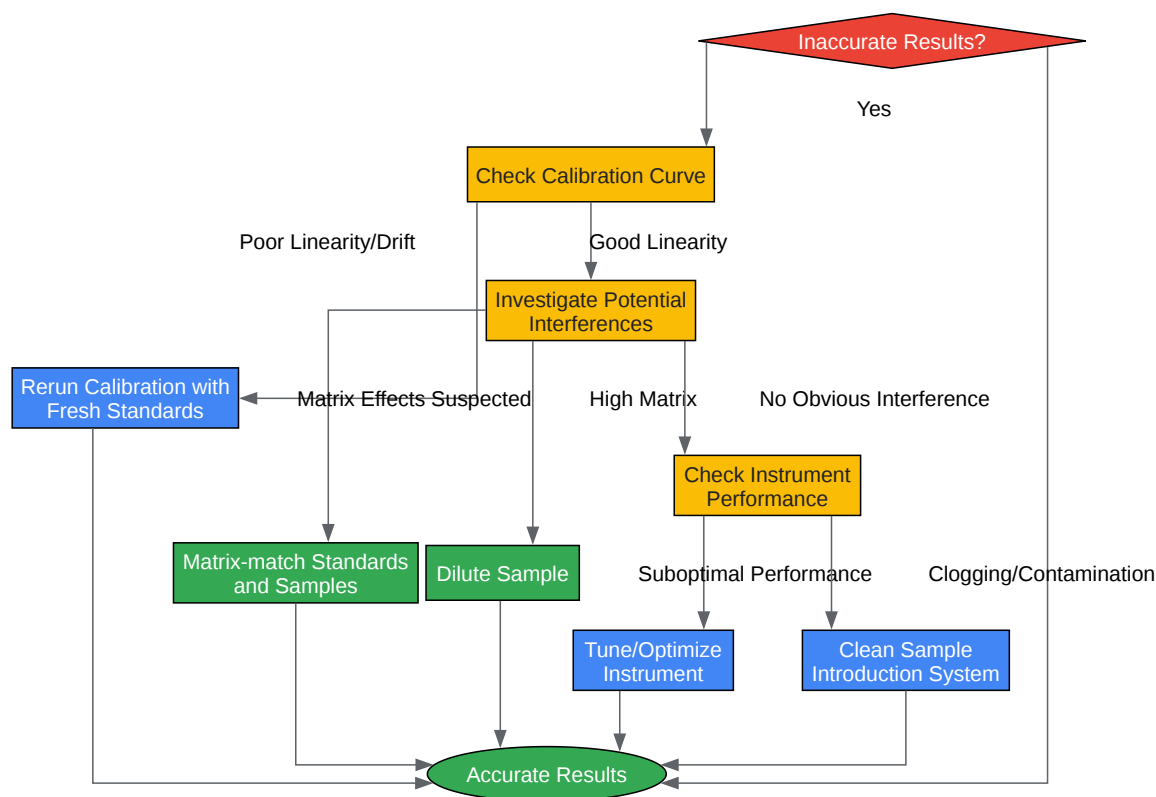 Inaccurate Results?
Yes
Check Calibration Curve
Poor Linearity/Drift
Good Linearity
Investigate Potential
Interferences
Rerun Calibration with
Fresh Standards
Matrix Effects Suspected
High Matrix
No Obvious Interference
Check Instrument
Performance
Matrix-match Standards
and Samples
Dilute Sample
Suboptimal Performance
Clogging/Contamination
Tune/Optimize
Instrument
Clean Sample
Introduction System
Accurate Results